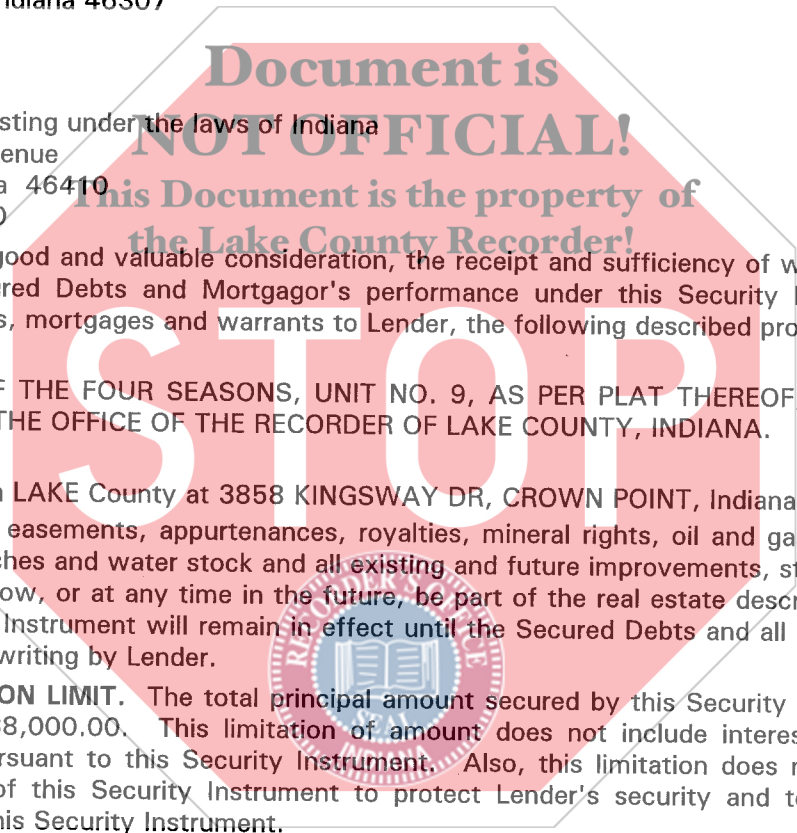 Indiana 46307
Document is
sting under the laws of Indiana
NOT OFFICIAL!
enue
a 46410
This Document is the property of
the Lake County Recorder!
good and valuable consideration, the receipt and sufficiency of w
red Debts and Mortgagor's performance under this Security
s, mortgages and warrants to Lender, the following described pro
F THE FOUR SEASONS, UNIT NO. 9, AS PER PLAT THEREOF,
THE OFFICE OF THE RECORDER OF LAKE COUNTY, INDIANA.
STOP
LAKE County at 3858 KINGSWAY DR, CROWN POINT, Indiana
easements, appurtenances, royalties, mineral rights, oil and ga
ches and water stock and all existing and future improvements, st
ow, or at any time in the future, be part of the real estate descr
Instrument will remain in effect until the Secured Debts and all
writing by Lender.
RECORDER'S OFFICE
SEAL
INDIANA
ON LIMIT. The total principal amount secured by this Security
8,000.00. This limitation of amount does not include interes
rsuant to this Security Instrument. Also, this limitation does
of this Security Instrument to protect Lender's security and t
his Security Instrument.